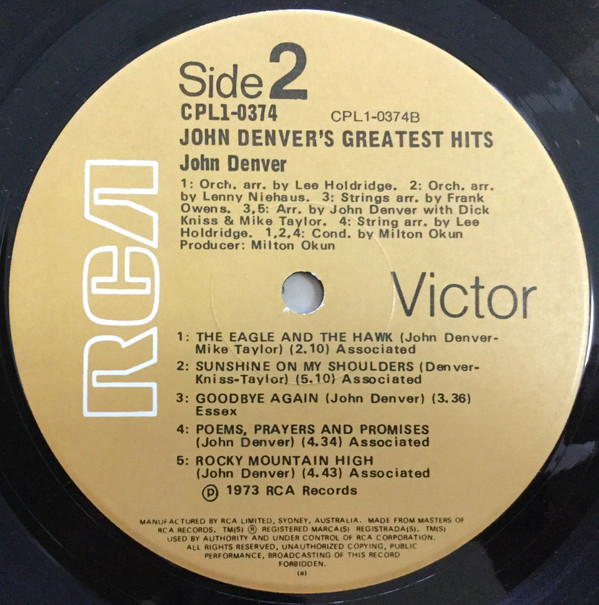 Side 2
CPL1-0374 CPL1-0374B
JOHN DENVER'S GREATEST HITS
John Denver
1: Orch. arr. by Lee Holdridge. 2: Orch. arr.
by Lenny Niehaus. 3: Strings arr. by Frank
Owens. 3,5: Arr. by John Denver with Dick
Kniss & Mike Taylor. 4: String arr. by Lee
Holdridge. 1,2,4: Cond. by Milton Okun
Producer: Milton Okun
RCA
Victor
1: THE EAGLE AND THE HAWK (John Denver-
Mike Taylor) (2.10) Associated
2: SUNSHINE ON MY SHOULDERS (Denver-
Kniss-Taylor) (5.10) Associated
3: GOODBYE AGAIN (John Denver) (3.36)
Essex
4: POEMS, PRAYERS AND PROMISES
(John Denver) (4.34) Associated
5: ROCKY MOUNTAIN HIGH
(John Denver) (4.43) Associated
Ⓟ 1973 RCA Records
MANUFACTURED BY RCA LIMITED, SYDNEY, AUSTRALIA. MADE FROM MASTERS OF
RCA RECORDS. TM(S) ® REGISTERED MARCA(S) REGISTRADA(S). TM(S)
USED BY AUTHORITY AND UNDER CONTROL OF RCA CORPORATION.
ALL RIGHTS RESERVED, UNAUTHORIZED COPYING, PUBLIC
PERFORMANCE, BROADCASTING OF THIS RECORD
FORBIDDEN.
(a)